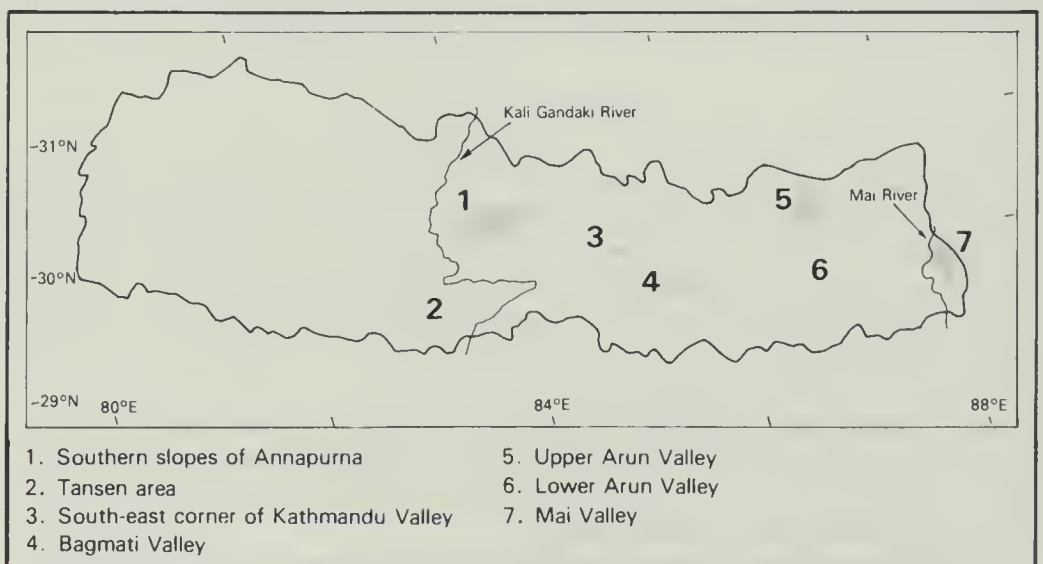 Kali Gandaki River
-31°N
1
5
Mai River
3
7
6
-30°N
4
2
-29°N
80°E
84°E
88°E
1. Southern slopes of Annapurna
2. Tansen area
3. South-east corner of Kathmandu Valley
4. Bagmati Valley
5. Upper Arun Valley
6. Lower Arun Valley
7. Mai Valley